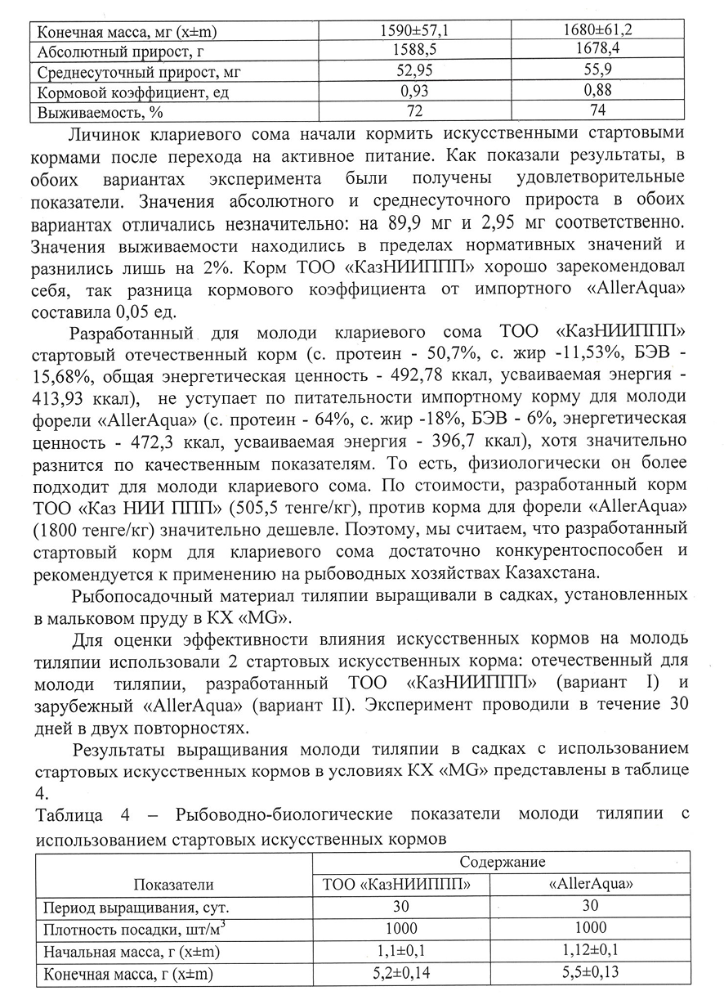 Конечная масса, мг (x±m) 1590±57,1 1680±61,2
Абсолютный прирост, г 1588,5 1678,4
Среднесуточный прирост, мг 52,95 55,9
Кормовой коэффициент, ед 0,93 0,88
Выживаемость, % 72 74
Личинок клариевого сома начали кормить искусственными стартовыми
кормами после перехода на активное питание. Как показали результаты, в
обоих вариантах эксперимента были получены удовлетворительные
показатели. Значения абсолютного и среднесуточного прироста в обоих
вариантах отличались незначительно: на 89,9 мг и 2,95 мг соответственно.
Значения выживаемости находились в пределах нормативных значений и
разнились лишь на 2%. Корм ТОО «КазНИИППП» хорошо зарекомендовал
себя, так разница кормового коэффициента от импортного «AllerAqua»
составила 0,05 ед.
Разработанный для молоди клариевого сома ТОО «КазНИИППП»
стартовый отечественный корм (с. протеин - 50,7%, с. жир -11,53%, БЭВ -
15,68%, общая энергетическая ценность - 492,78 ккал, усваиваемая энергия -
413,93 ккал), не уступает по питательности импортному корму для молоди
форели «AllerAqua» (с. протеин - 64%, с. жир -18%, БЭВ - 6%, энергетическая
ценность - 472,3 ккал, усваиваемая энергия - 396,7 ккал), хотя значительно
разнится по качественным показателям. То есть, физиологически он более
подходит для молоди клариевого сома. По стоимости, разработанный корм
ТОО «Каз НИИ ППП» (505,5 тенге/кг), против корма для форели «AllerAqua»
(1800 тенге/кг) значительно дешевле. Поэтому, мы считаем, что разработанный
стартовый корм для клариевого сома достаточно конкурентоспособен и
рекомендуется к применению на рыбоводных хозяйствах Казахстана.
Рыбопосадочный материал тиляпии выращивали в садках, установленных
в мальковом пруду в КХ «MG».
Для оценки эффективности влияния искусственных кормов на молодь
тиляпии использовали 2 стартовых искусственных корма: отечественный для
молоди тиляпии, разработанный ТОО «КазНИИППП» (вариант I) и
зарубежный «AllerAqua» (вариант II). Эксперимент проводили в течение 30
дней в двух повторностях.
Результаты выращивания молоди тиляпии в садках с использованием
стартовых искусственных кормов в условиях КХ «MG» представлены в таблице
4.
Таблица 4 – Рыбоводно-биологические показатели молоди тиляпии с
использованием стартовых искусственных кормов
Показатели Содержание
ТОО «КазНИИППП» «AllerAqua»
Период выращивания, сут. 30 30
Плотность посадки, шт/м³ 1000 1000
Начальная масса, г (x±m) 1,1±0,1 1,12±0,1
Конечная масса, г (x±m) 5,2±0,14 5,5±0,13